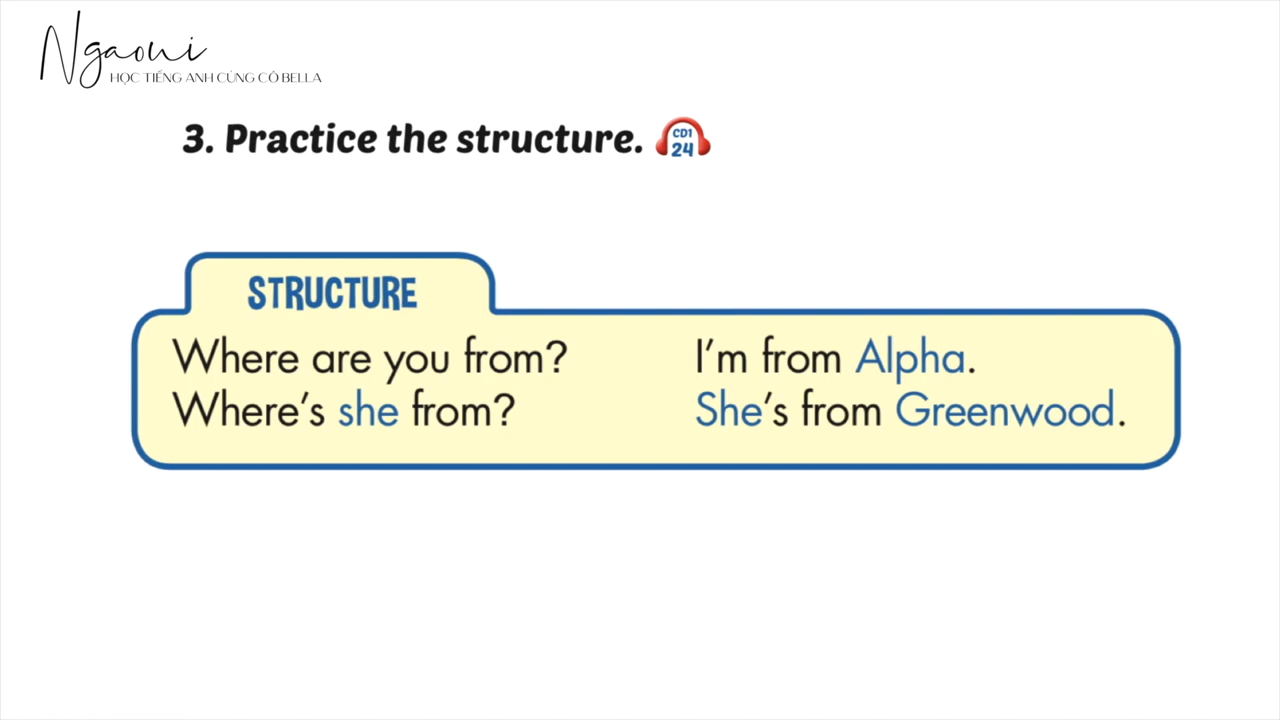 Ngaoni
HỌC TIẾNG ANH CÙNG CÔ BELLA
3. Practice the structure.
CD1
24
STRUCTURE
Where are you from? I'm from Alpha.
Where's she from? She's from Greenwood.